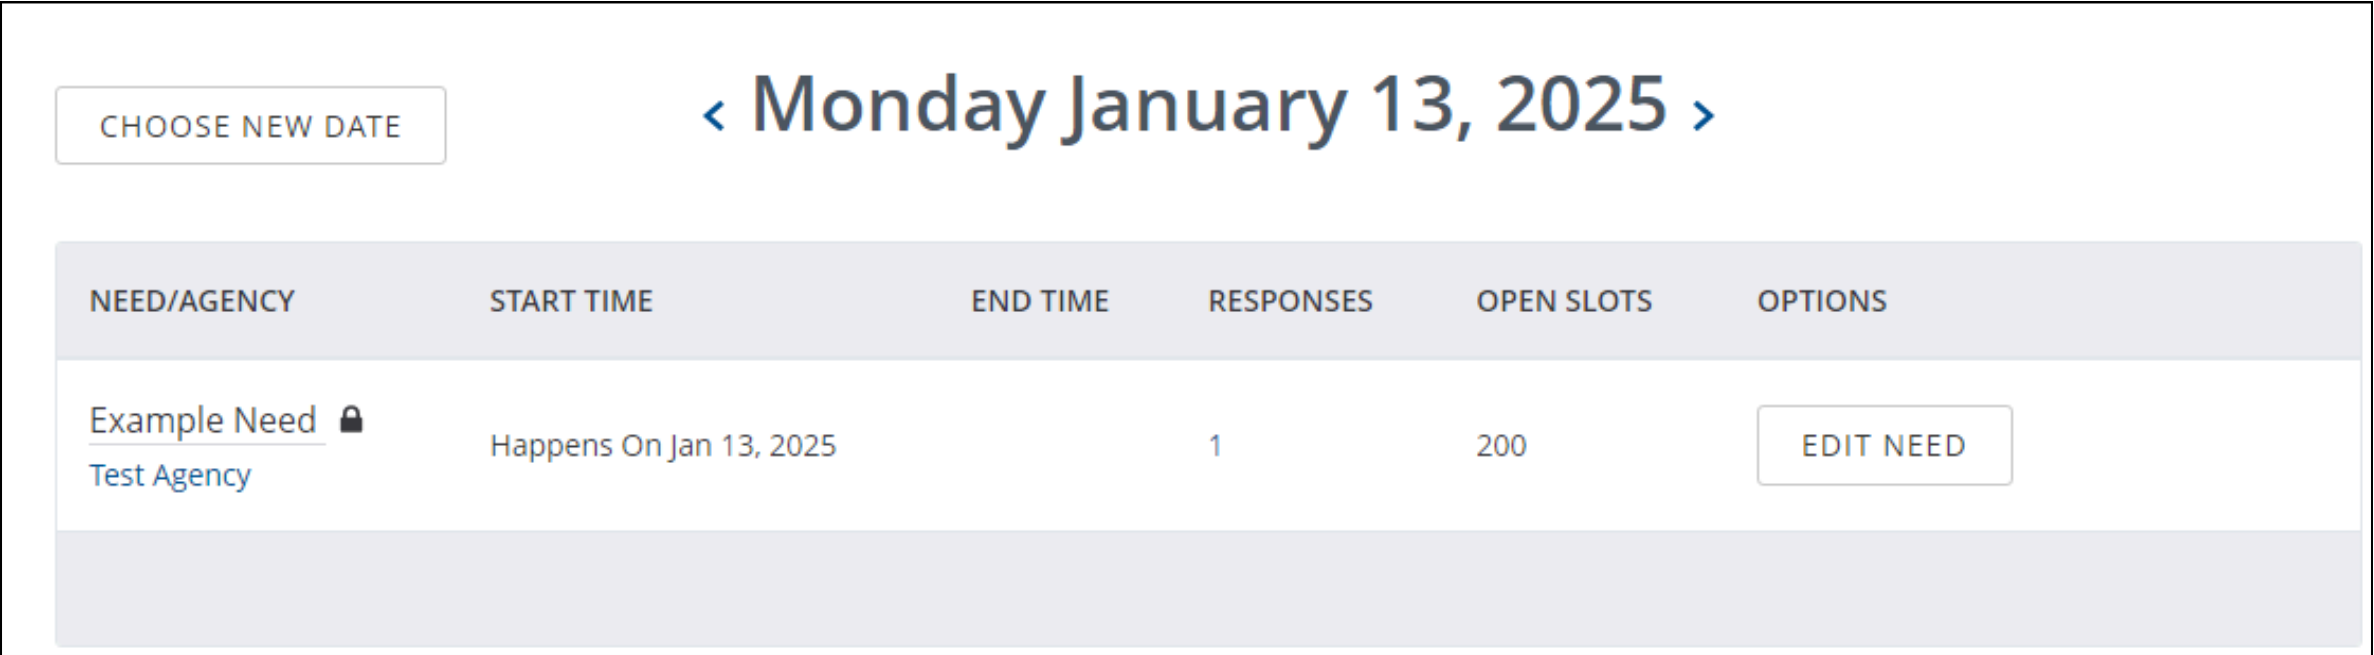 CHOOSE NEW DATE
< Monday January 13, 2025 >
NEED/AGENCY START TIME END TIME RESPONSES OPEN SLOTS OPTIONS
Example Need
Test Agency
Happens On Jan 13, 2025 1 200 EDIT NEED